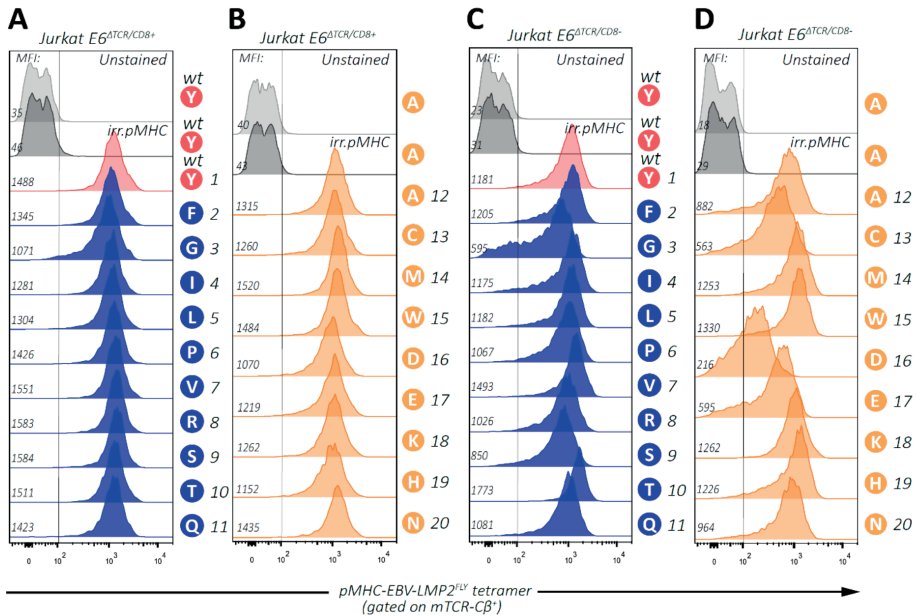 A
Jurkat E6ΔTCR/CD8+
MFI: Unstained
wt
35 Y
irr.pMHC wt
46 Y
wt
1488 Y 1
1345 F 2
1071 G 3
1281 I 4
1304 L 5
1426 P 6
1551 V 7
1583 R 8
1584 S 9
1511 T 10
1423 Q 11
0 10² 10³ 10⁴
B
Jurkat E6ΔTCR/CD8+
MFI: Unstained
40 A
irr.pMHC
43 A
1315 A 12
1260 C 13
1520 M 14
1484 W 15
1070 D 16
1219 E 17
1262 K 18
1152 H 19
1435 N 20
0 10² 10³ 10⁴
C
Jurkat E6ΔTCR/CD8-
MFI: Unstained
wt
23 Y
irr.pMHC wt
31 Y
wt
1181 Y 1
1205 F 2
595 G 3
1175 I 4
1182 L 5
1067 P 6
1493 V 7
1026 R 8
850 S 9
1773 T 10
1081 Q 11
0 10² 10³ 10⁴
D
Jurkat E6ΔTCR/CD8-
MFI: Unstained
18 A
irr.pMHC
29 A
882 A 12
563 C 13
1253 M 14
1330 W 15
216 D 16
595 E 17
1262 K 18
1226 H 19
964 N 20
0 10² 10³ 10⁴
pMHC-EBV-LMP2FLY tetramer
(gated on mTCR-Cβ⁺)